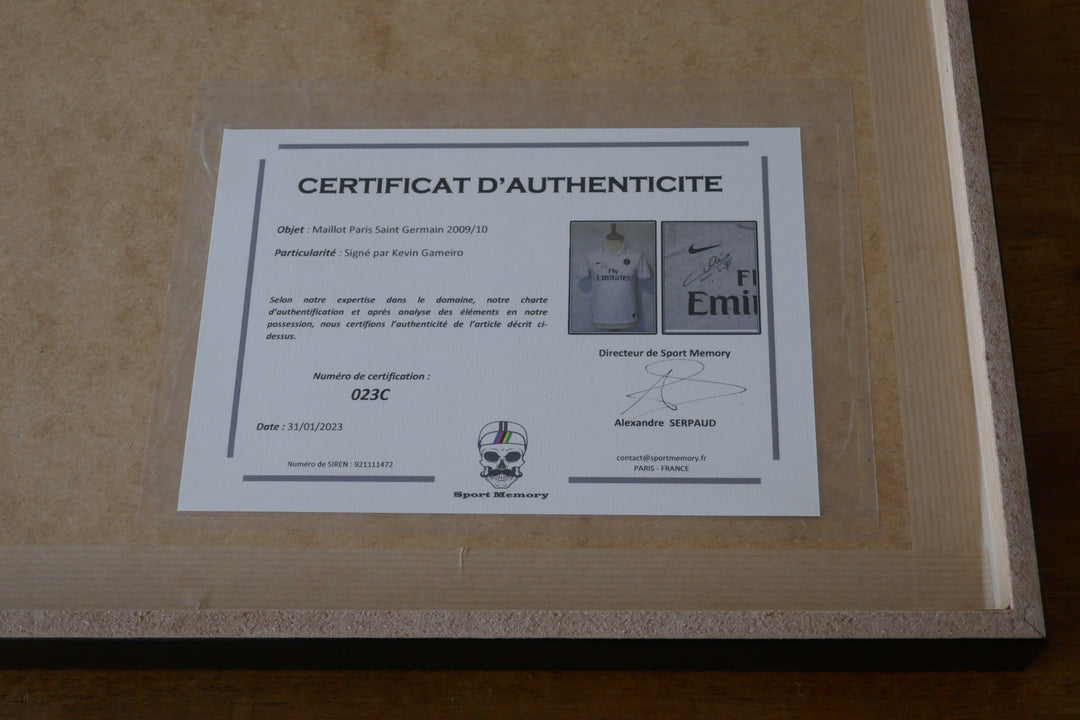 CERTIFICAT D'AUTHENTICITE
Objet : Maillot Paris Saint Germain 2009/10
Particularité : Signé par Kevin Gameiro
Selon notre expertise dans le domaine, notre charte
d'authentification et après analyse des éléments en notre
possession, nous certifions l'authenticité de l'article décrit ci-
dessus.
Numéro de certification :
023C
Date : 31/01/2023
Numéro de SIREN : 921111472
Fly
Emirates
Fl
Emir
Directeur de Sport Memory
Alexandre SERPAUD
contact@sportmemory.fr
PARIS - FRANCE
Sport Memory